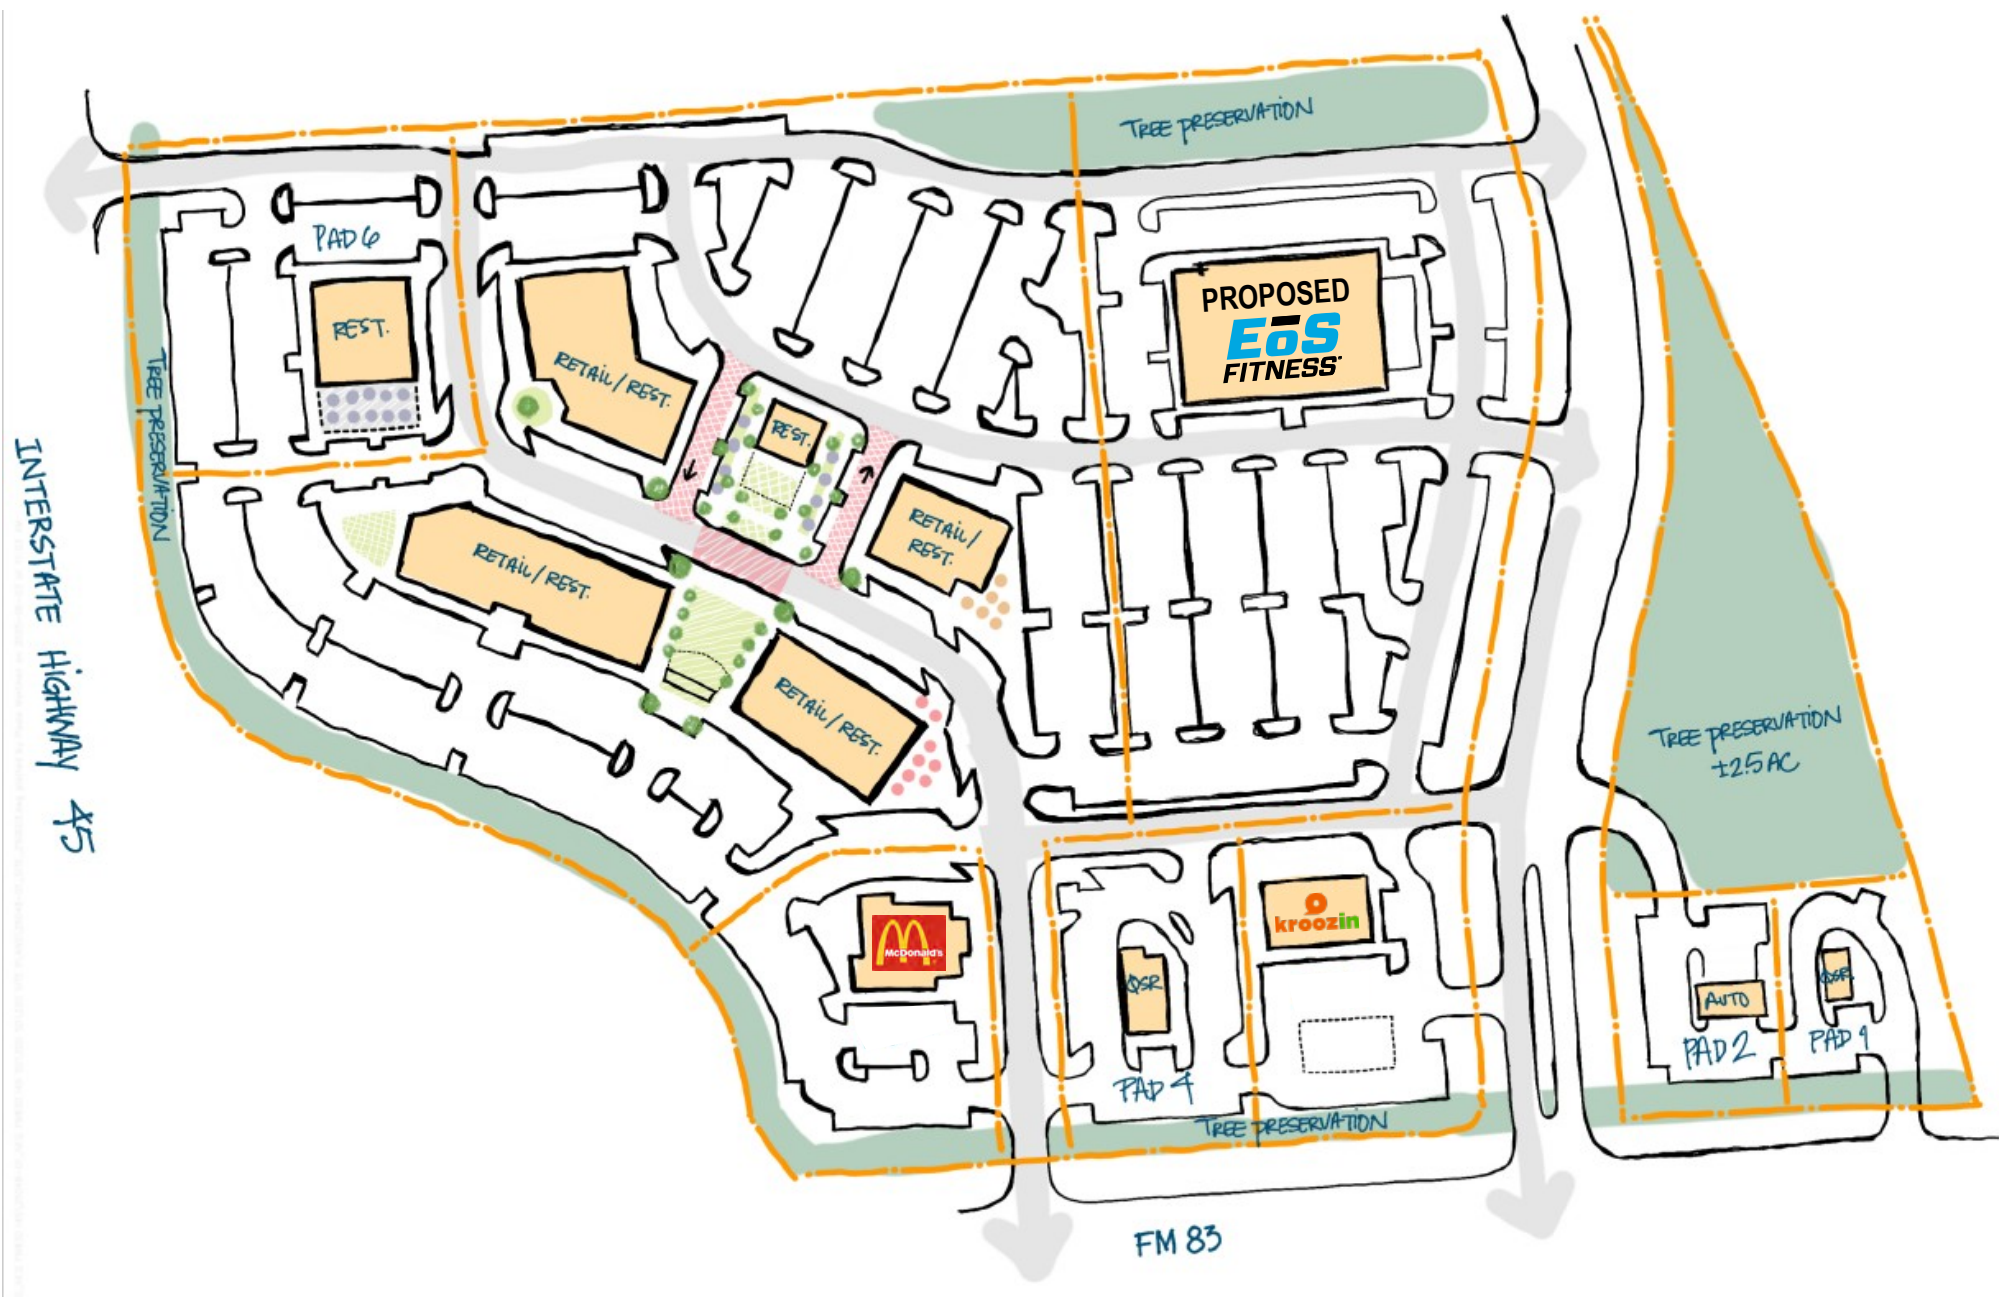 TREE PRESERVATION
PAD 6
REST.
PROPOSED
EōS
FITNESS
RETAIL / REST.
REST.
TREE PRESERVATION
INTERSTATE HIGHWAY 45
RETAIL /
REST.
RETAIL / REST.
RETAIL / REST.
TREE PRESERVATION
±2.5 AC
McDonald's
kroozin
QSR
AUTO
QSR
PAD 2
PAD 1
PAD 4
TREE PRESERVATION
FM 83